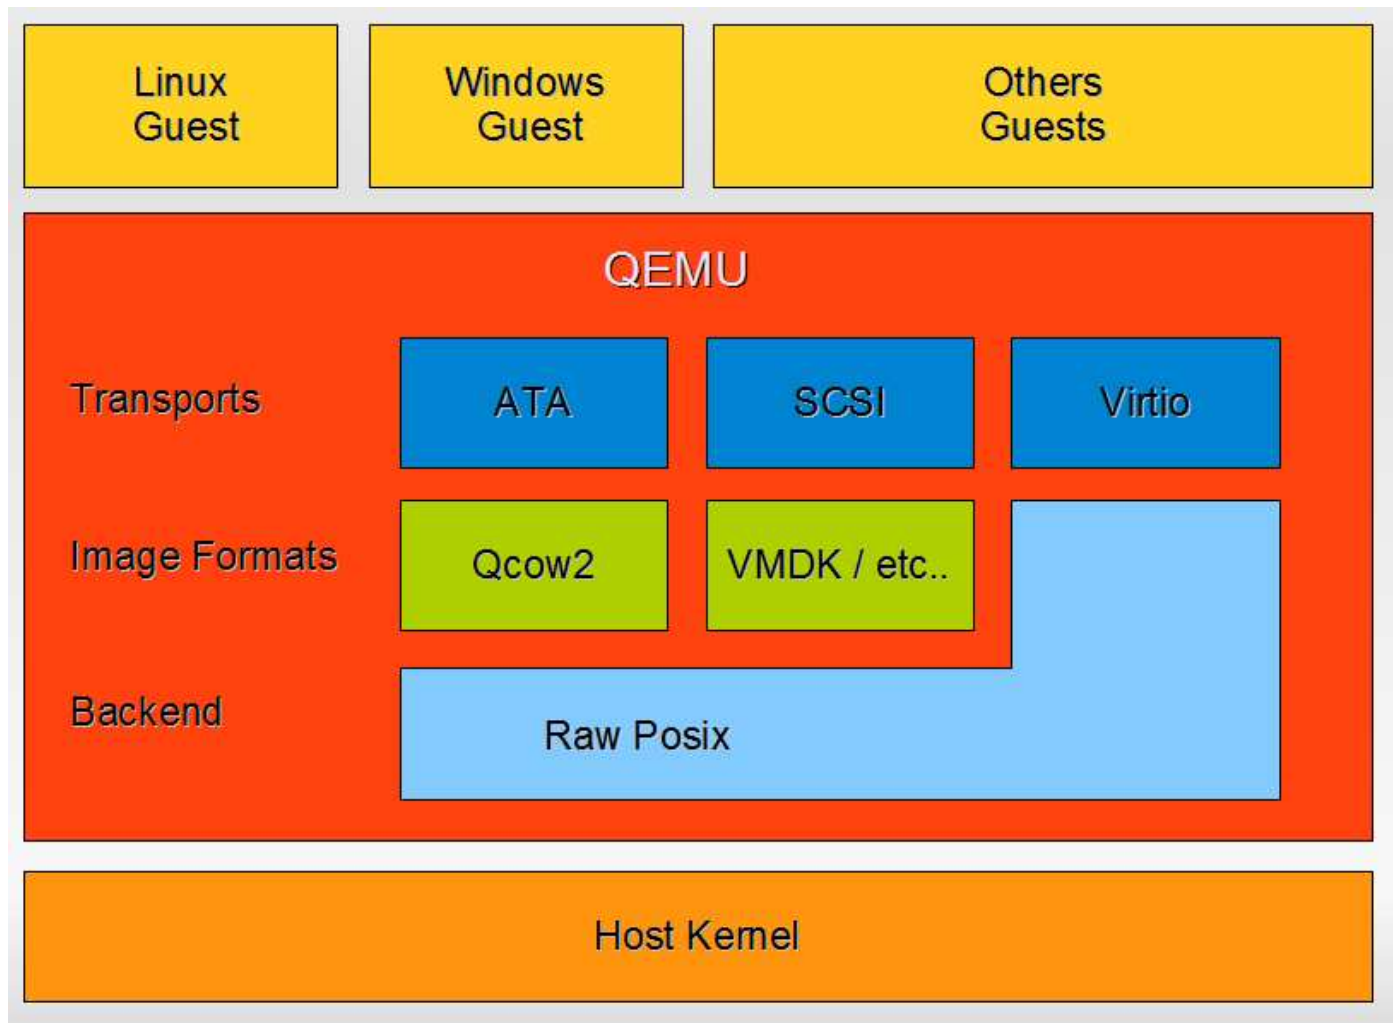 Linux
Guest
Windows
Guest
Others
Guests
QEMU
Transports
ATA
SCSI
Virtio
Image Formats
Qcow2
VMDK / etc..
Backend
Raw Posix
Host Kernel